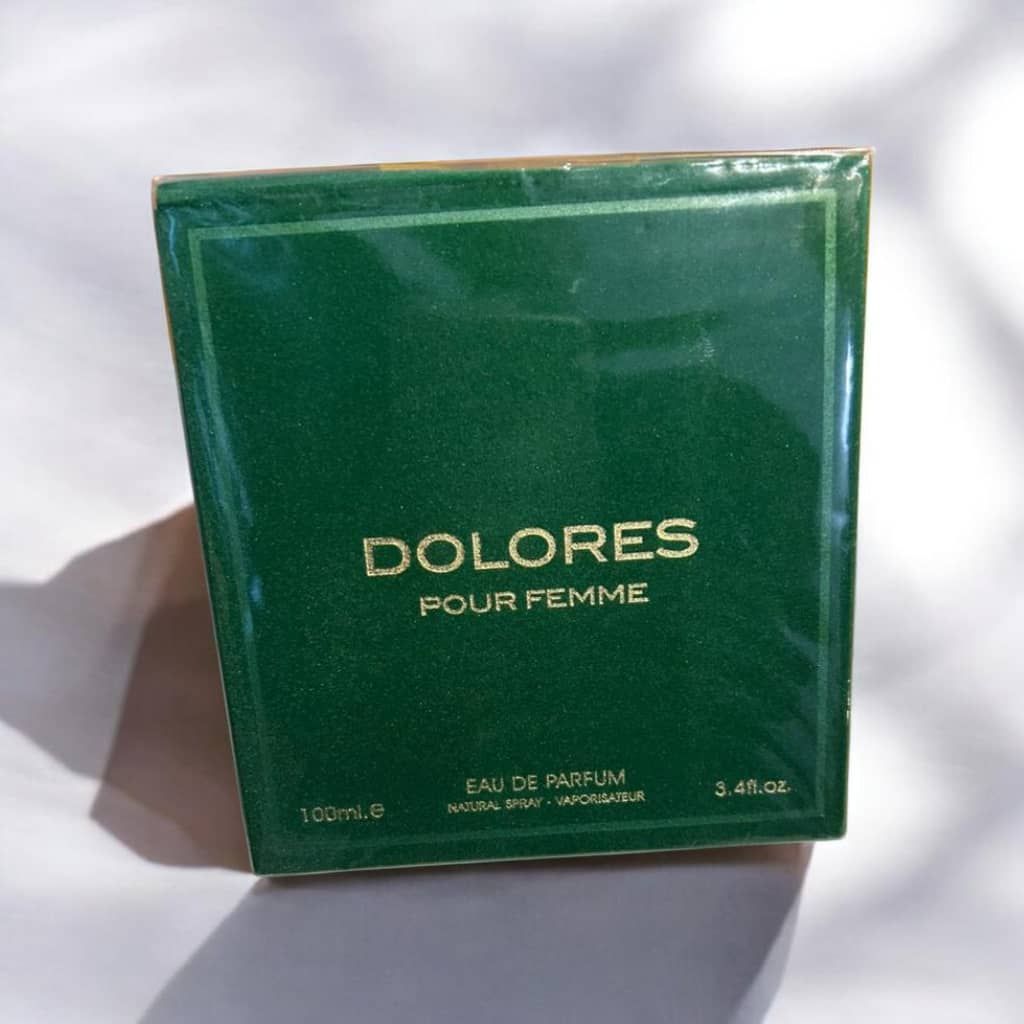 DOLORES
POUR FEMME
EAU DE PARFUM
NATURAL SPRAY - VAPORISATEUR
100ml.e
3.4fl.oz.